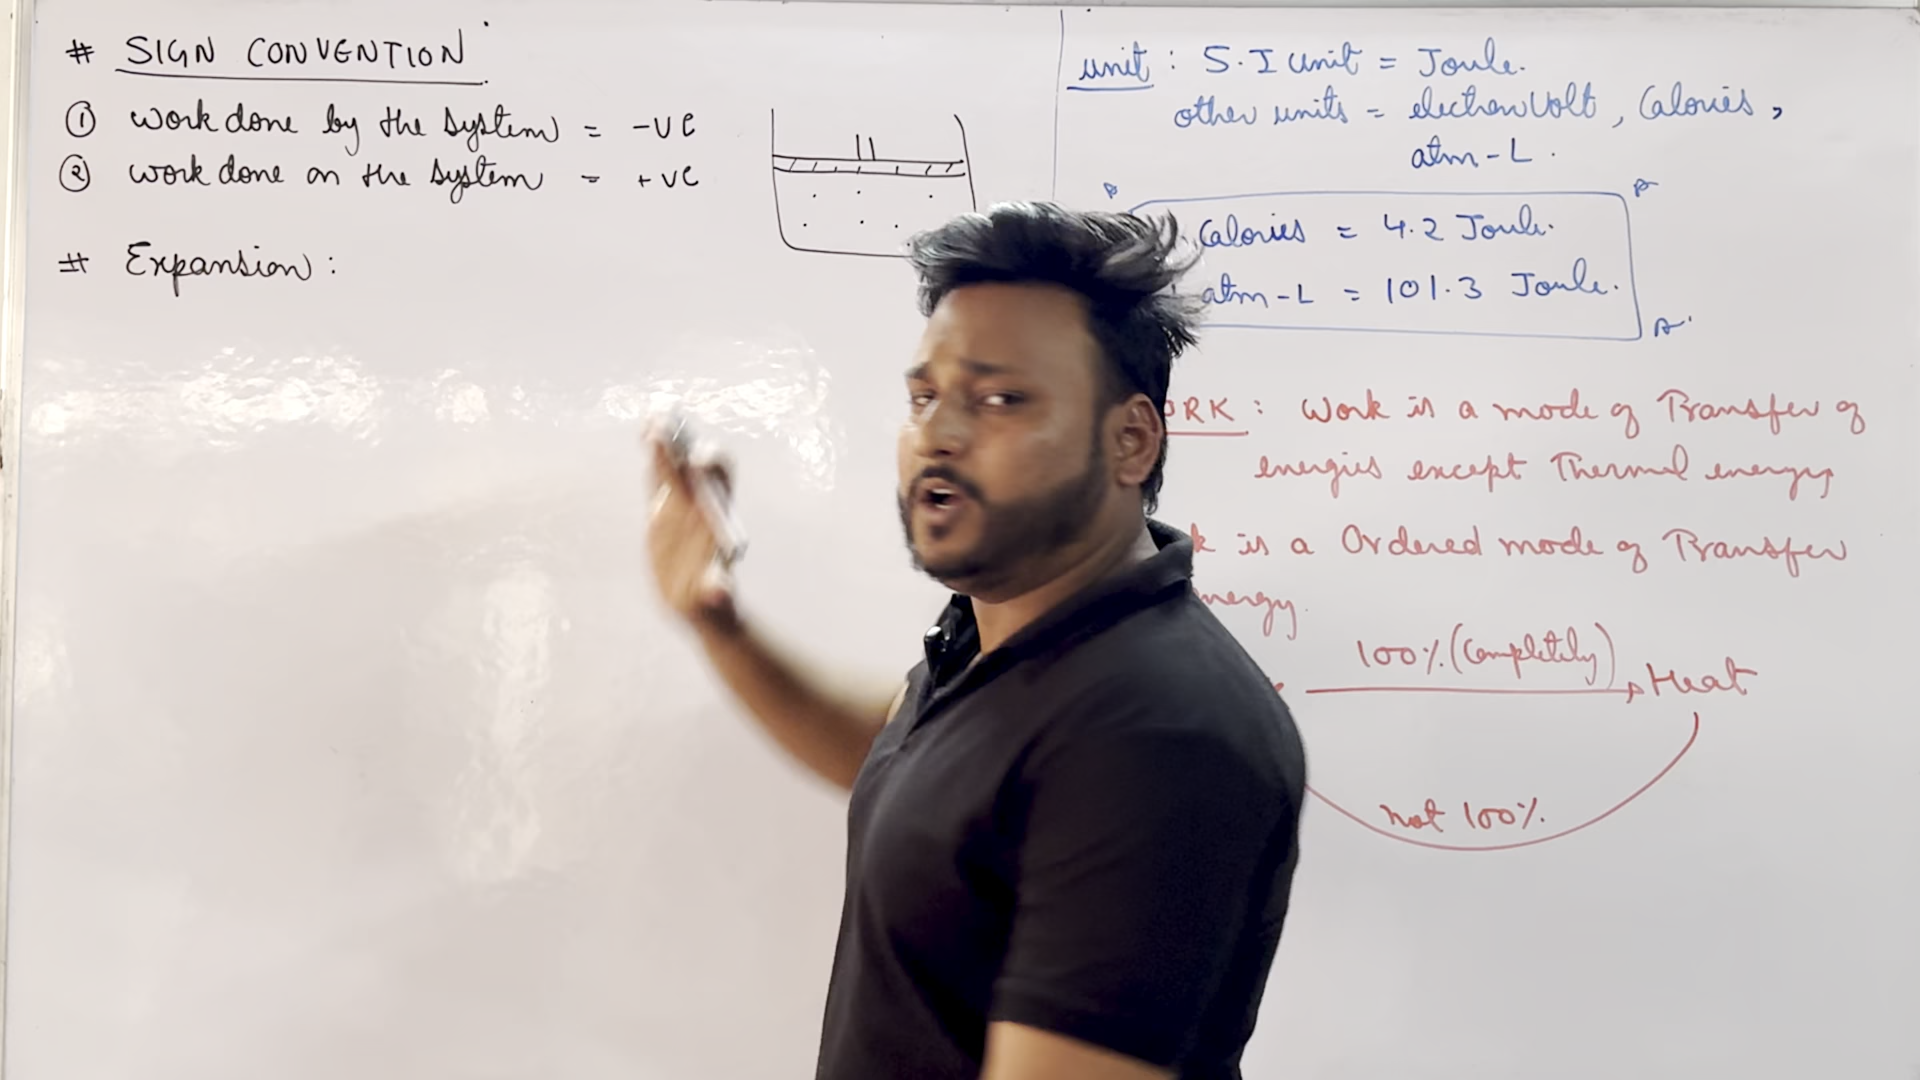 # SIGN CONVENTION
① work done by the system = -ve
② work done on the system = +ve
# Expansion :
unit : S.I unit = Joule.
other units = electron Volt, Calories,
atm-L.
Calories = 4.2 Joule.
1 atm-L = 101.3 Joule.
ORK : Work is a mode of Transfer of
energies except Thermal energy
k is a Ordered mode of Transfer
energy.
100% (Completely)
Heat
not 100%.